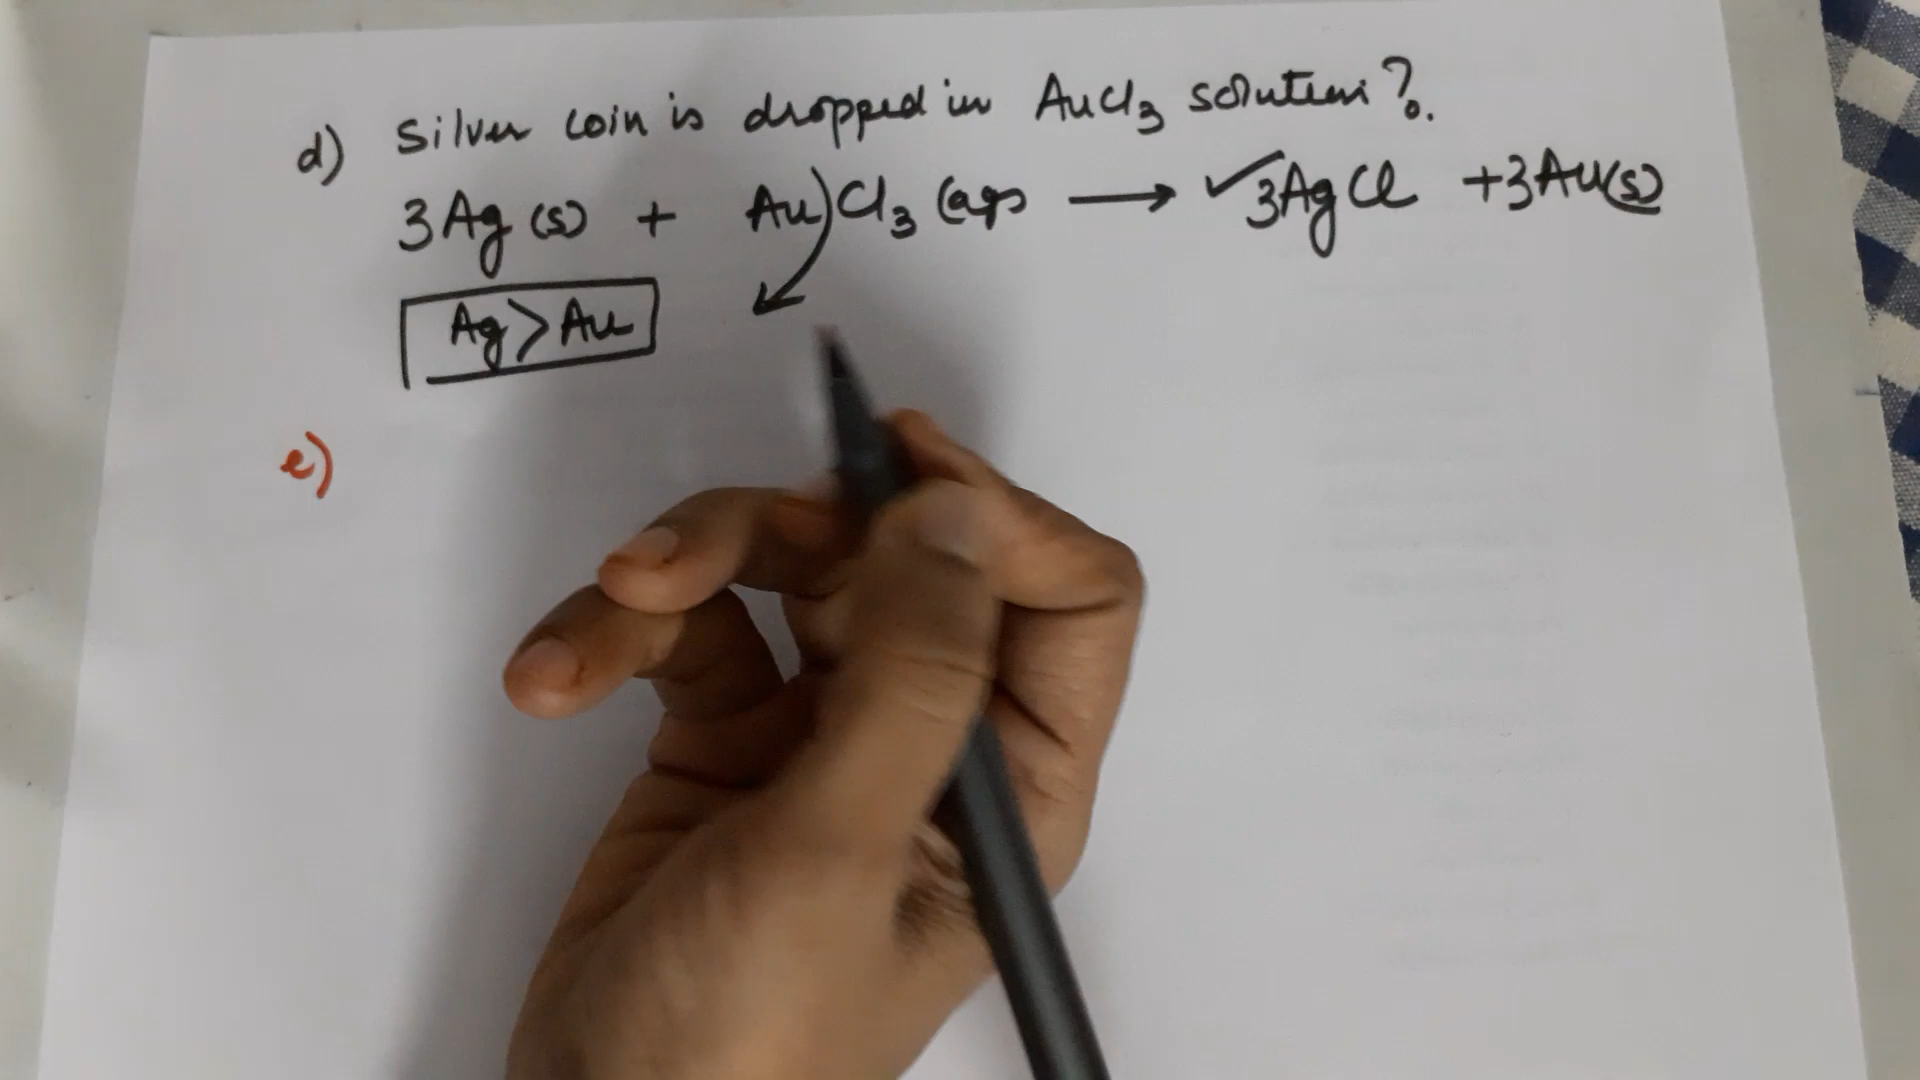 d) Silver coin is dropped in AuCl3 solution?.
3Ag (s) + Au)Cl3 (aq) → ✓3AgCl +3Au(s)
Ag > Au
e)